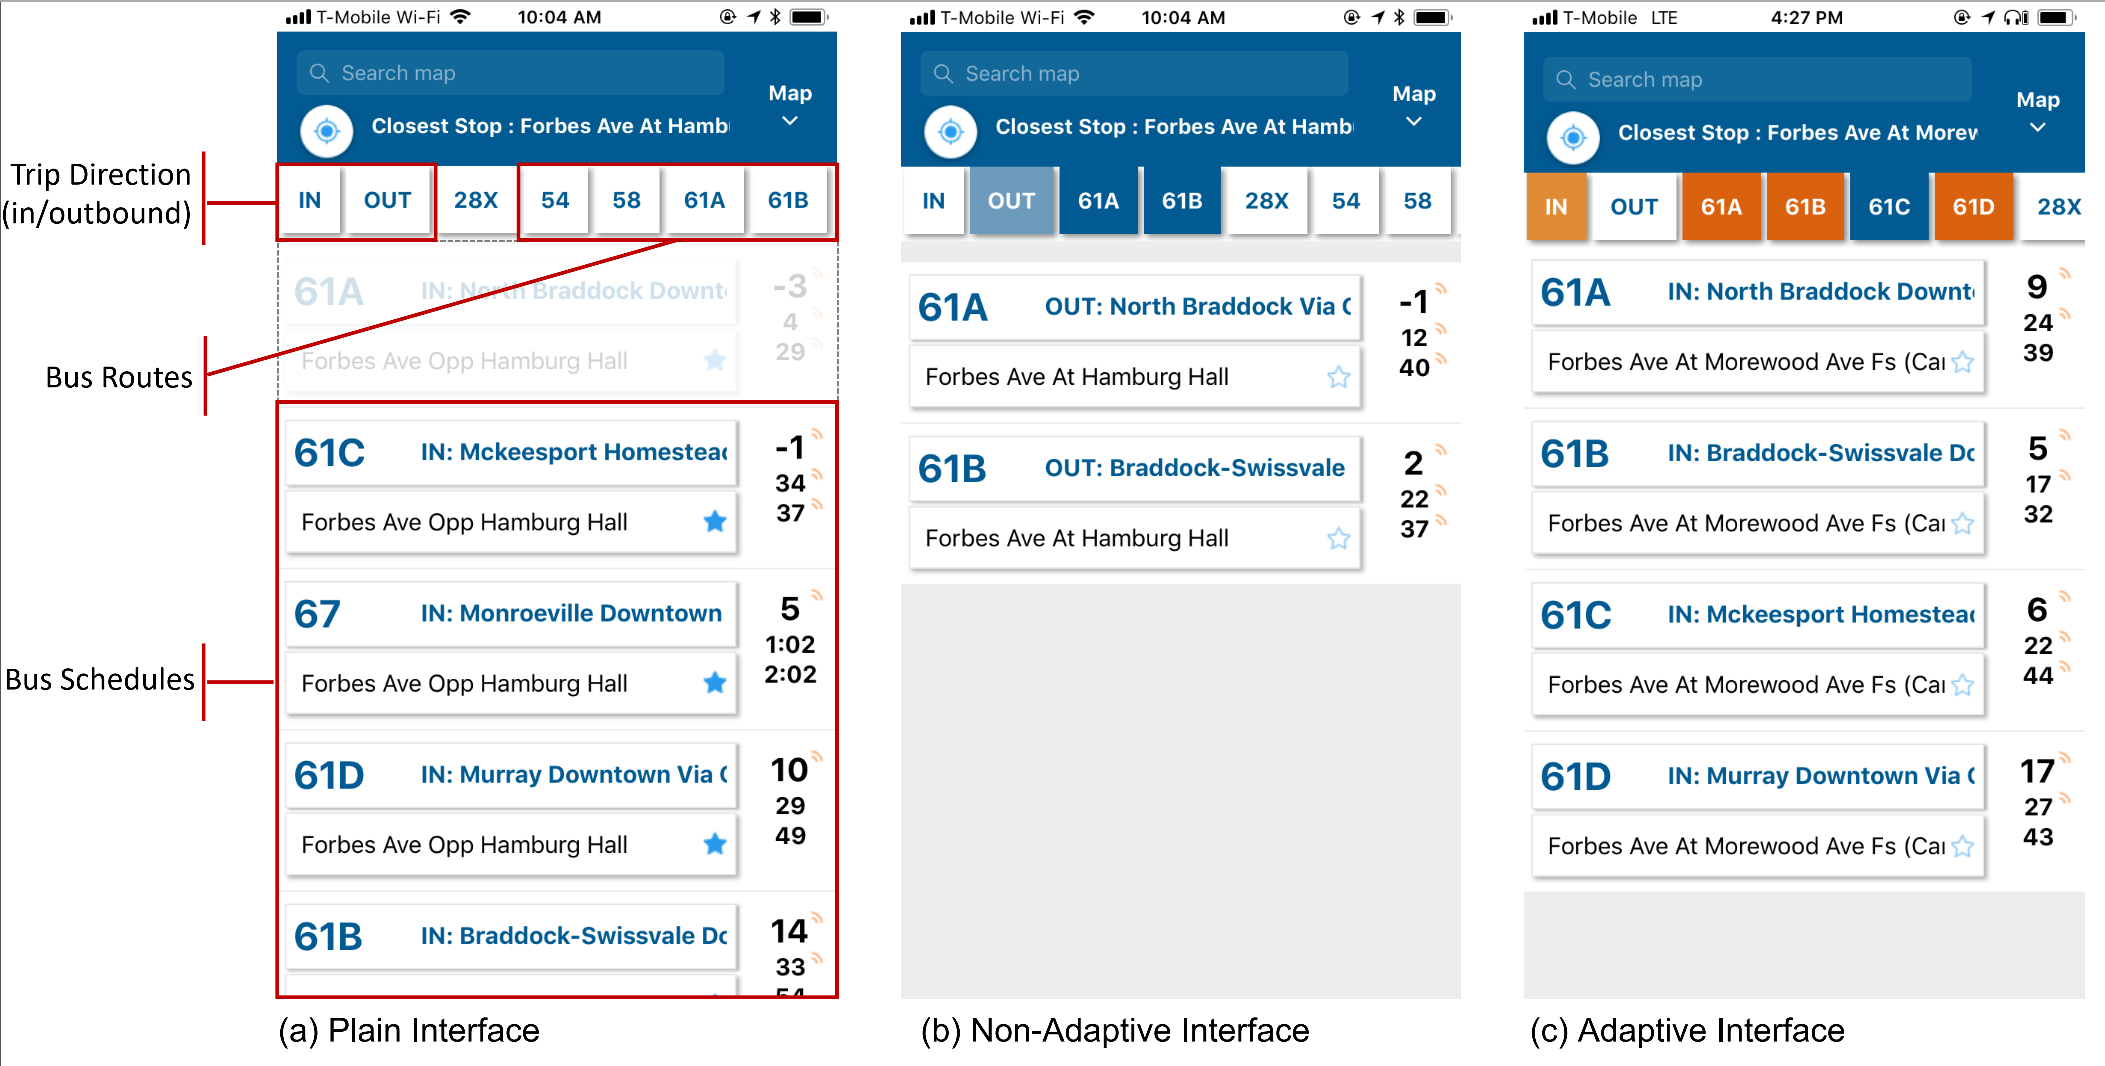 T-Mobile Wi-Fi 10:04 AM
Search map
Map
Closest Stop : Forbes Ave At Hamb
Trip Direction
(in/outbound)
IN OUT 28X 54 58 61A 61B
61A IN: North Braddock Downt
-3
4
29
Forbes Ave Opp Hamburg Hall
Bus Routes
61C IN: Mckeesport Homestead
-1
34
37
Forbes Ave Opp Hamburg Hall
67 IN: Monroeville Downtown
5
1:02
2:02
Forbes Ave Opp Hamburg Hall
Bus Schedules
61D IN: Murray Downtown Via
10
29
49
Forbes Ave Opp Hamburg Hall
61B IN: Braddock-Swissvale Do
14
33
54
(a) Plain Interface
T-Mobile Wi-Fi 10:04 AM
Search map
Map
Closest Stop : Forbes Ave At Hamb
IN OUT 61A 61B 28X 54 58
61A OUT: North Braddock Via
-1
12
40
Forbes Ave At Hamburg Hall
61B OUT: Braddock-Swissvale
2
22
37
Forbes Ave At Hamburg Hall
(b) Non-Adaptive Interface
T-Mobile LTE 4:27 PM
Search map
Map
Closest Stop : Forbes Ave At Morew
IN OUT 61A 61B 61C 61D 28X
61A IN: North Braddock Downt
9
24
39
Forbes Ave At Morewood Ave Fs (Car
61B IN: Braddock-Swissvale Do
5
17
32
Forbes Ave At Morewood Ave Fs (Car
61C IN: Mckeesport Homestead
6
22
44
Forbes Ave At Morewood Ave Fs (Car
61D IN: Murray Downtown Via
17
27
43
Forbes Ave At Morewood Ave Fs (Car
(c) Adaptive Interface